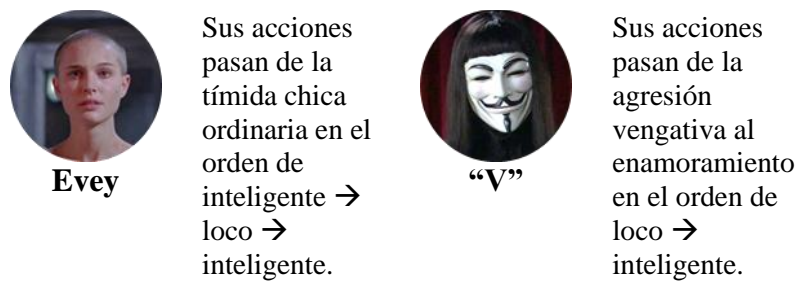 Sus acciones
pasan de la
tímida chica
ordinaria en el
orden de
inteligente →
loco →
inteligente.
Evey
Sus acciones
pasan de la
agresión
vengativa al
enamoramiento
en el orden de
loco →
inteligente.
“V”